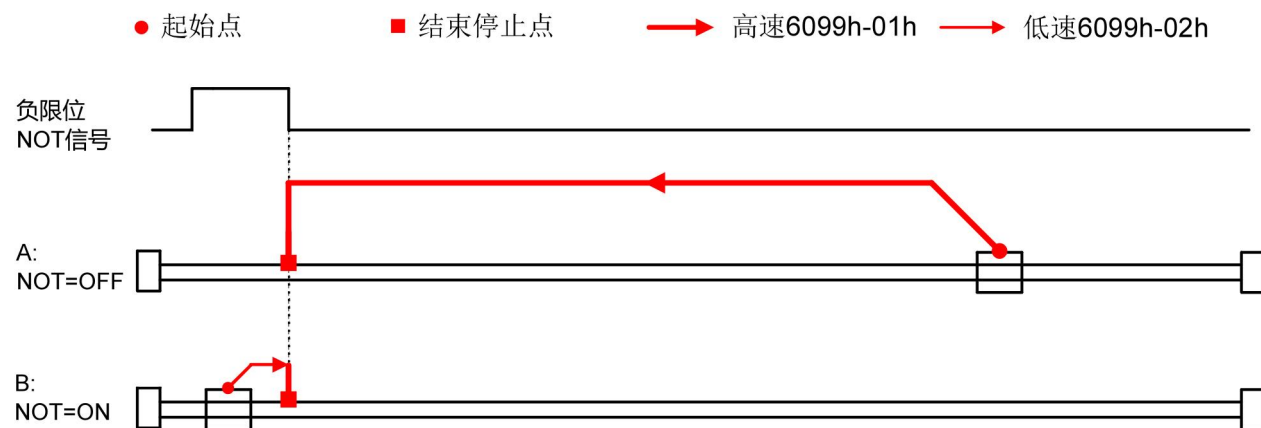 起始点 结束停止点 高速6099h-01h 低速6099h-02h
负限位
NOT信号
A:
NOT=OFF
B:
NOT=ON